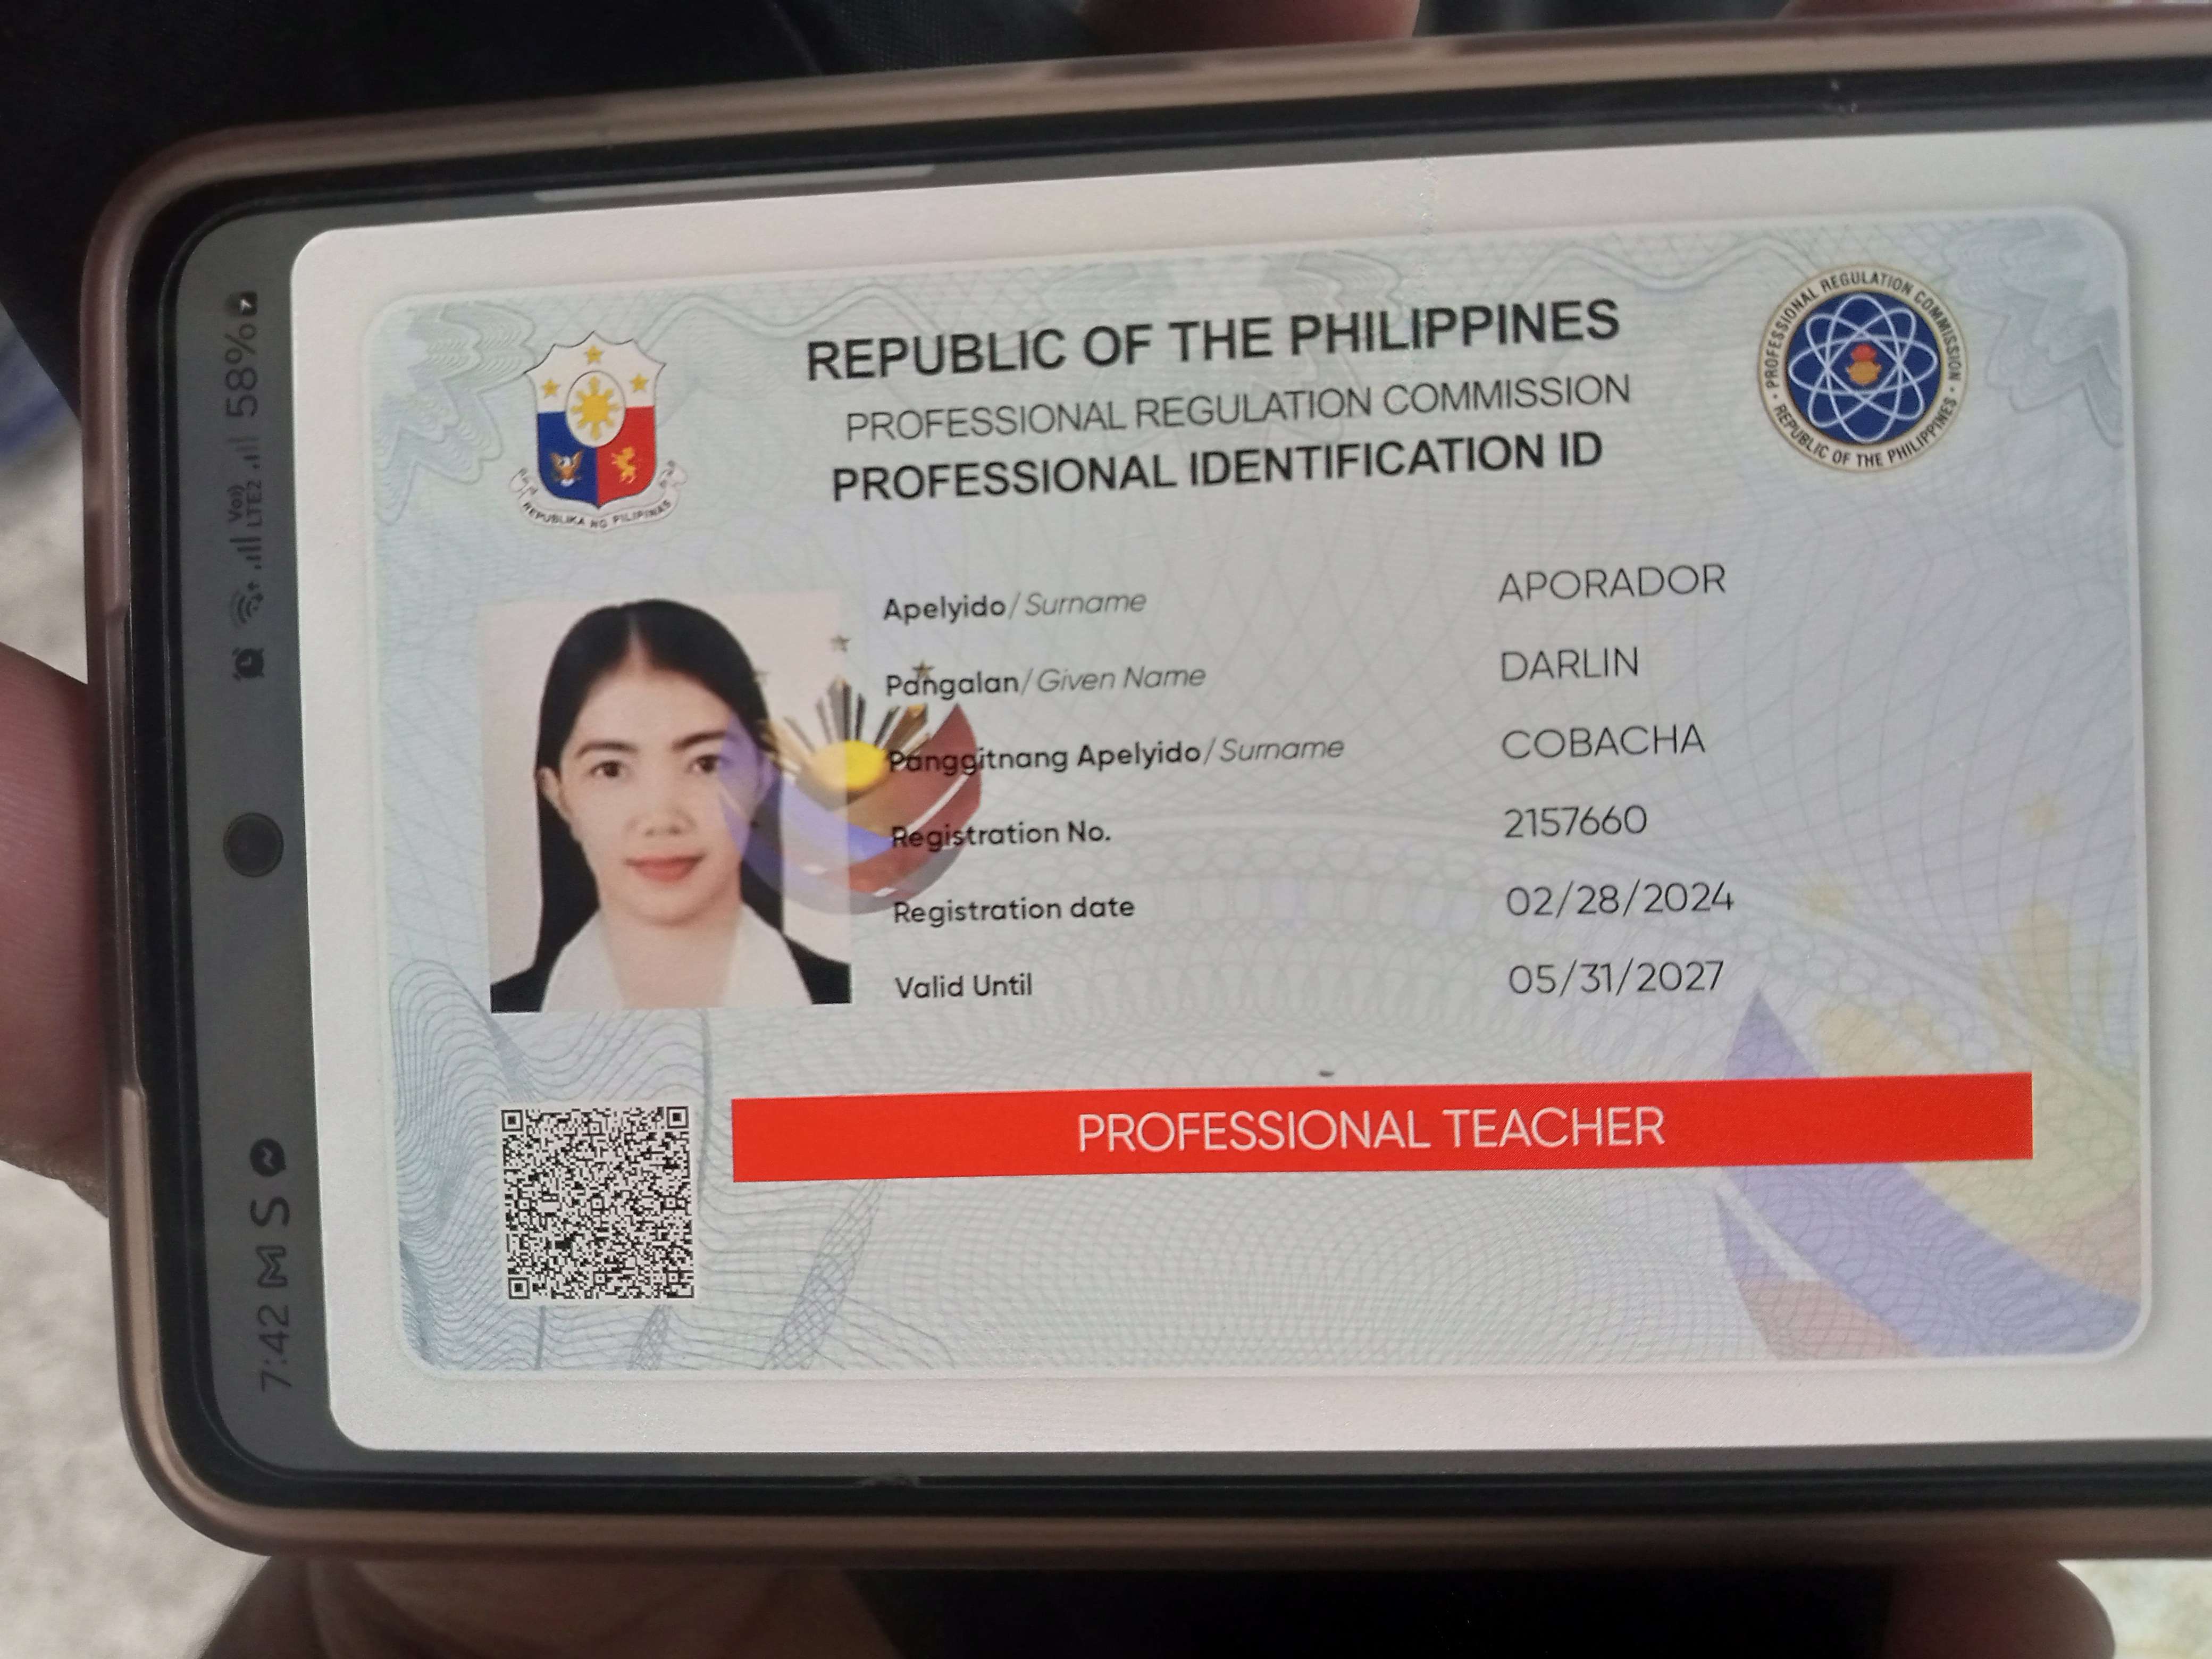 7:42 M S
LTE2 58%
REPUBLIC OF THE PHILIPPINES
PROFESSIONAL REGULATION COMMISSION
PROFESSIONAL IDENTIFICATION ID
REPUBLIKA NG PILIPINAS
PROFESSIONAL REGULATION COMMISSION • REPUBLIC OF THE PHILIPPINES •
Apelyido/Surname APORADOR
Pangalan/Given Name DARLIN
Panggitnang Apelyido/Surname COBACHA
Registration No. 2157660
Registration date 02/28/2024
Valid Until 05/31/2027
PROFESSIONAL TEACHER